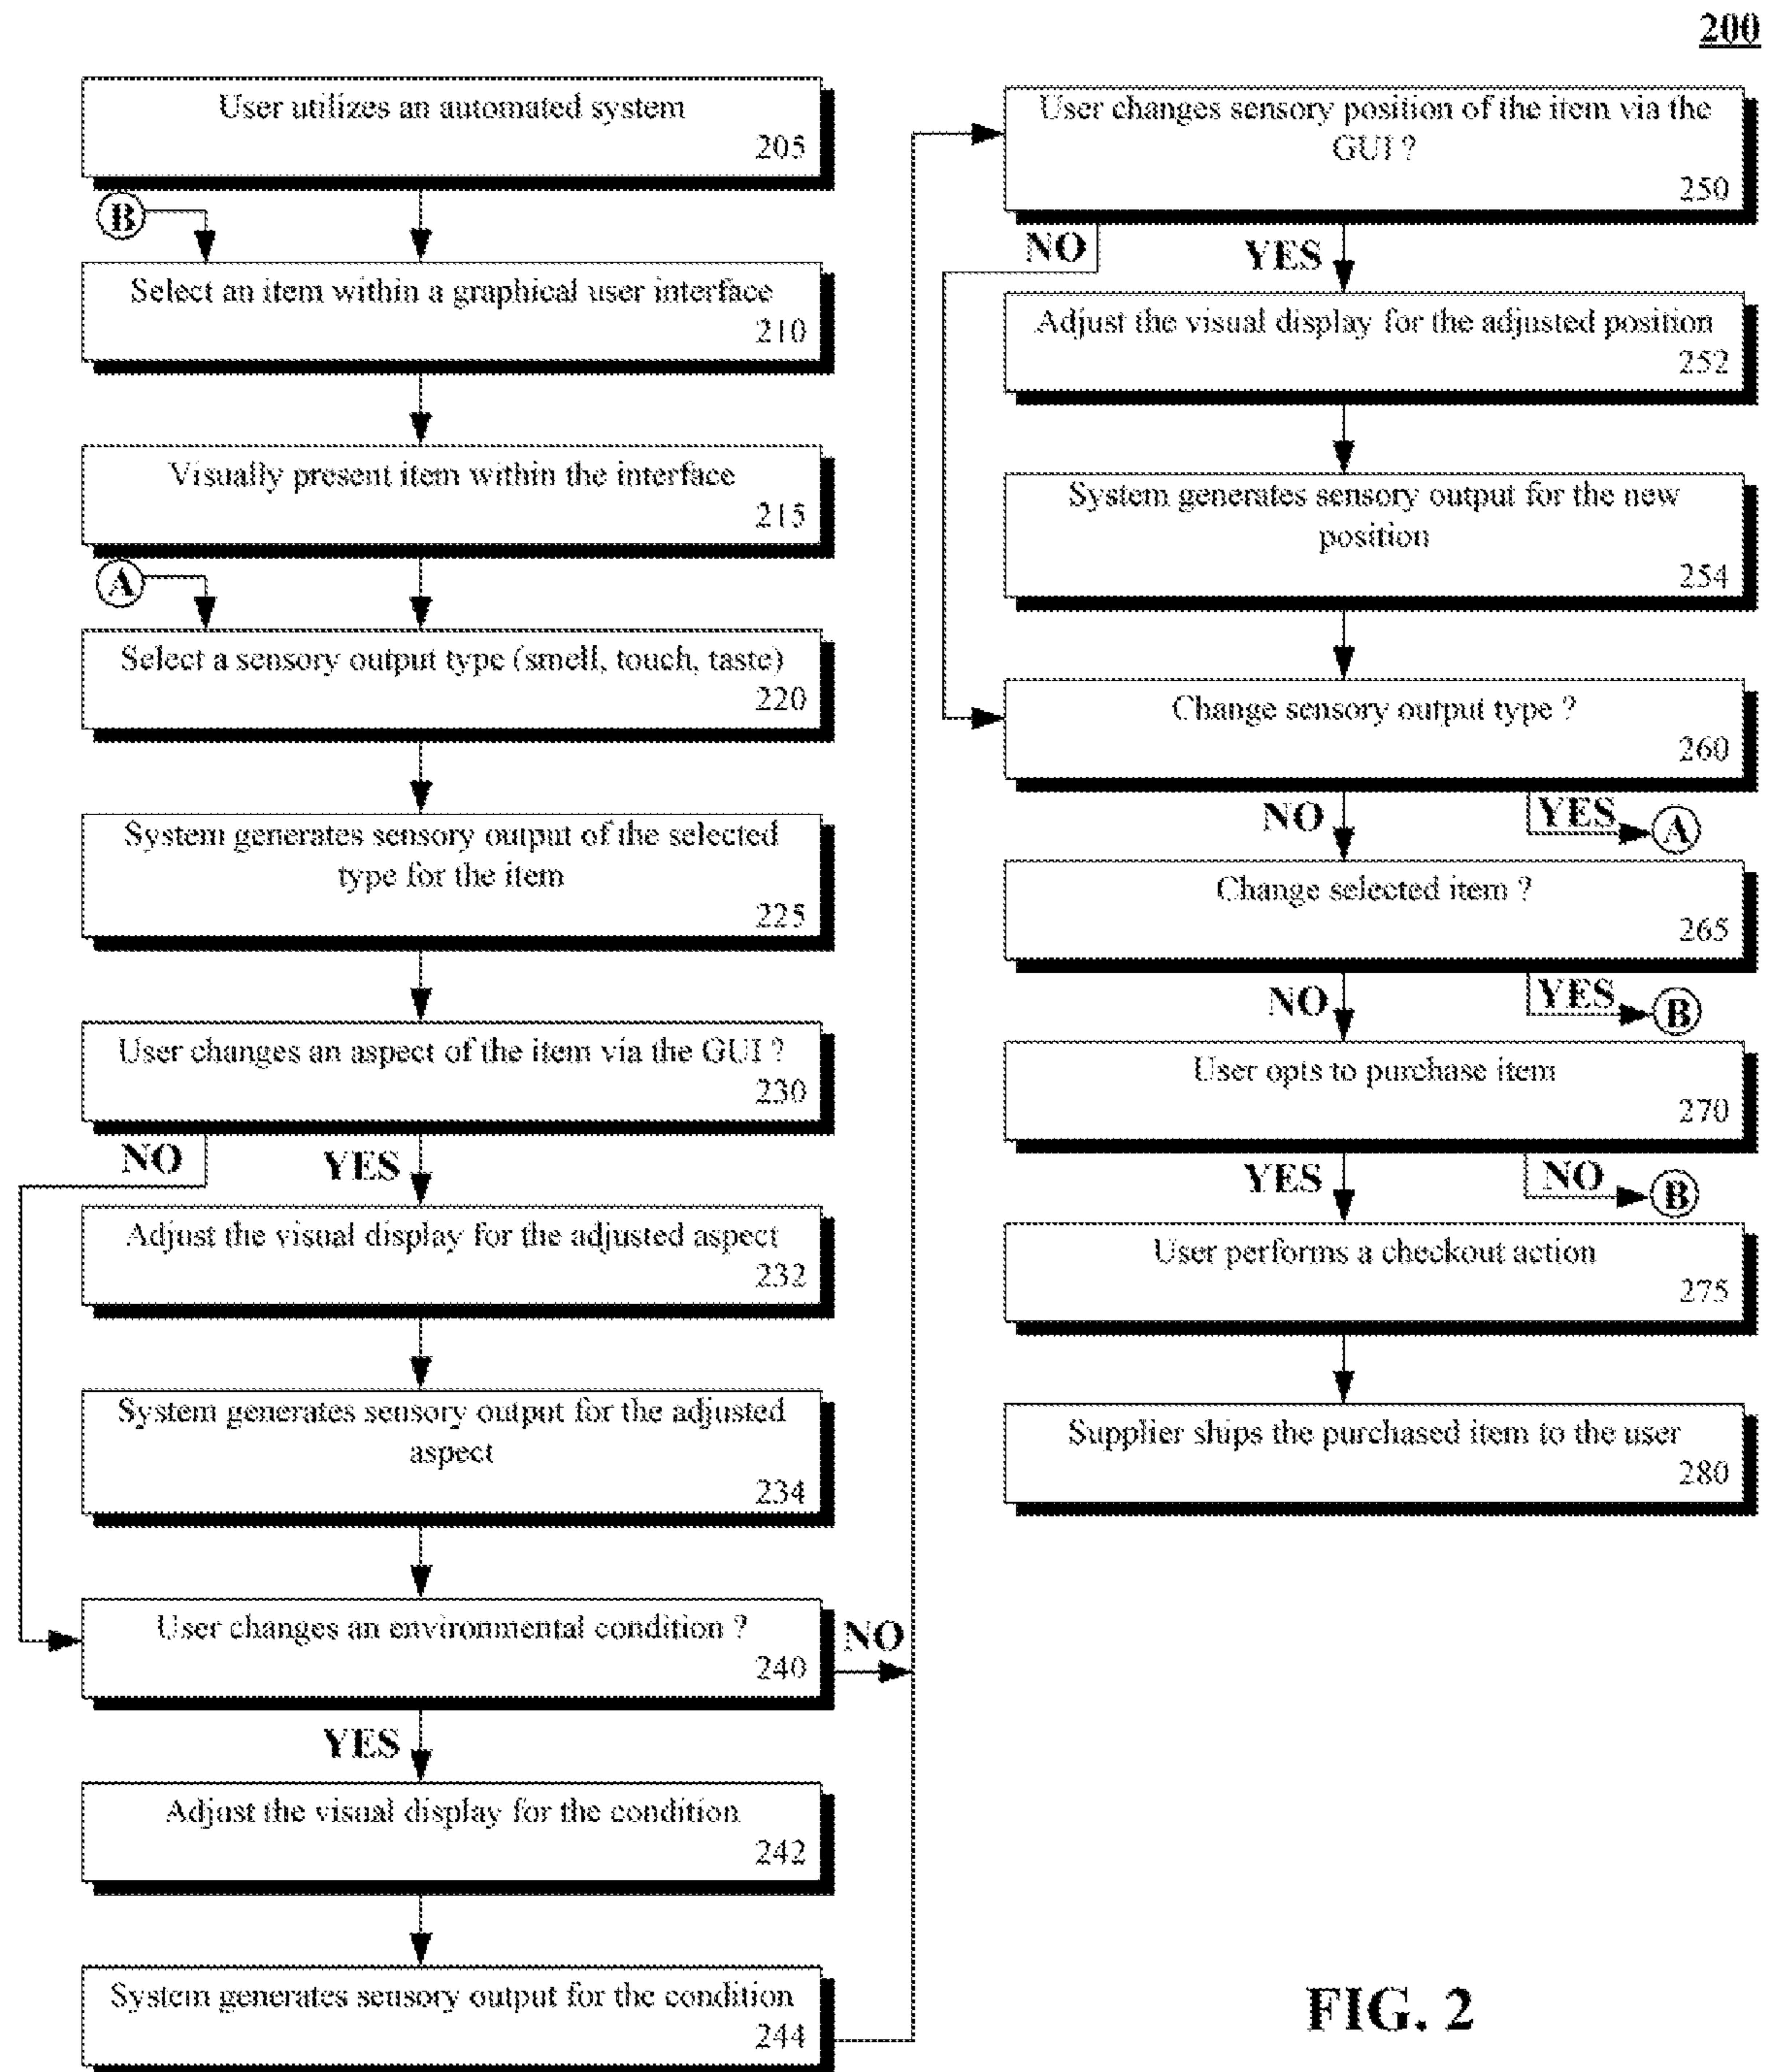 200
User utilizes an automated system
205
B
Select an item within a graphical user interface
210
Visually present item within the interface
215
A
Select a sensory output type (smell, touch, taste)
220
System generates sensory output of the selected
type for the item
225
User changes an aspect of the item via the GUI ?
230
NO
YES
Adjust the visual display for the adjusted aspect
232
System generates sensory output for the adjusted
aspect
234
User changes an environmental condition ?
240
NO
YES
Adjust the visual display for the condition
242
System generates sensory output for the condition
244
User changes sensory position of the item via the
GUI ?
250
NO
YES
Adjust the visual display for the adjusted position
252
System generates sensory output for the new
position
254
Change sensory output type ?
260
NO
YES
A
Change selected item ?
265
NO
YES
B
User opts to purchase item
270
YES
NO
B
User performs a checkout action
275
Supplier ships the purchased item to the user
280
FIG. 2